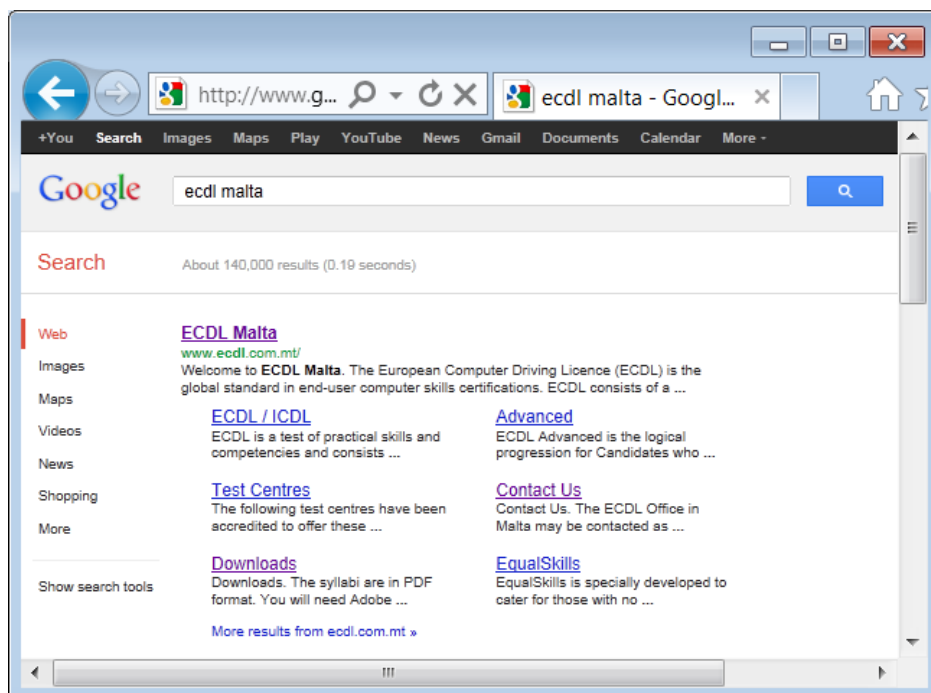 http://www.g...
ecdl malta - Googl...
+You Search Images Maps Play YouTube News Gmail Documents Calendar More
Google
ecdl malta
Search
About 140,000 results (0.19 seconds)
Web
Images
Maps
Videos
News
Shopping
More
Show search tools
ECDL Malta
www.ecdl.com.mt/
Welcome to ECDL Malta. The European Computer Driving Licence (ECDL) is the
global standard in end-user computer skills certifications. ECDL consists of a ...
ECDL / ICDL
ECDL is a test of practical skills and
competencies and consists ...
Advanced
ECDL Advanced is the logical
progression for Candidates who ...
Test Centres
The following test centres have been
accredited to offer these ...
Contact Us
Contact Us. The ECDL Office in
Malta may be contacted as ...
Downloads
Downloads. The syllabi are in PDF
format. You will need Adobe ...
EqualSkills
EqualSkills is specially developed to
cater for those with no ...
More results from ecdl.com.mt »